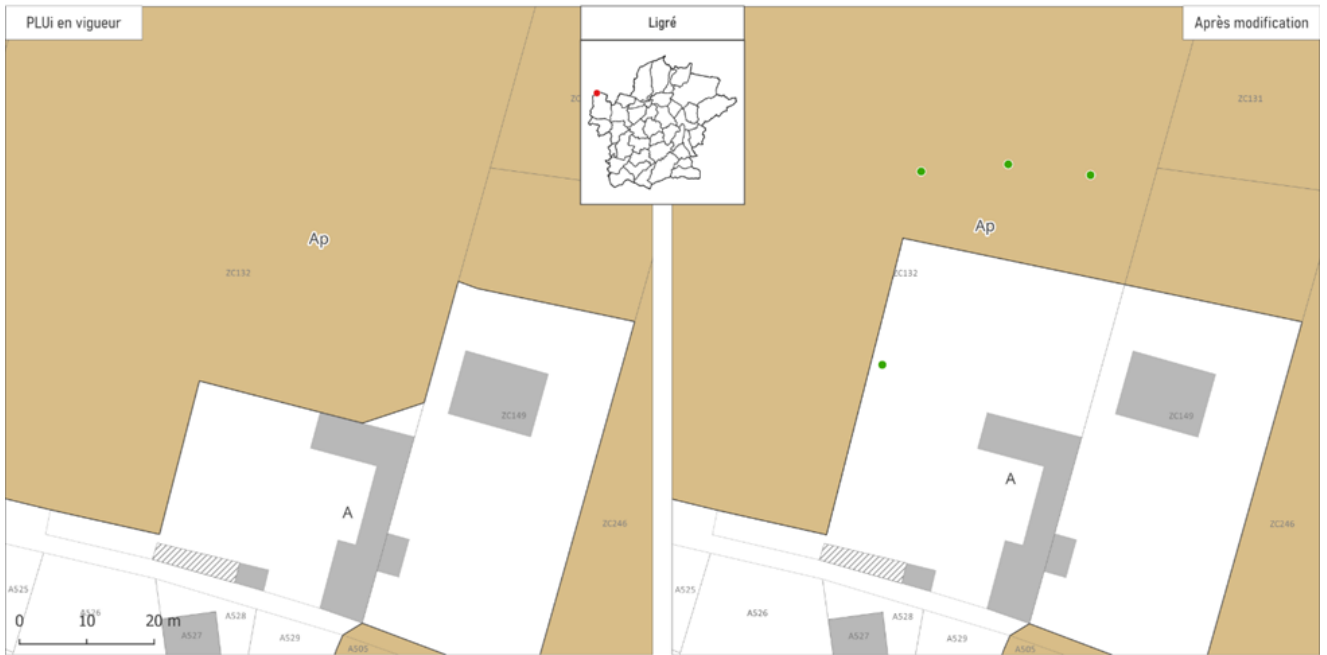 PLUi en vigueur
Ligré
Après modification
ZC131
Ap
ZC132
ZC149
A
ZC246
A525
A526
A528
A527
A529
A505
0 10 20 m
Ap
ZC132
ZC149
A
ZC246
A525
A526
A528
A527
A529
A505